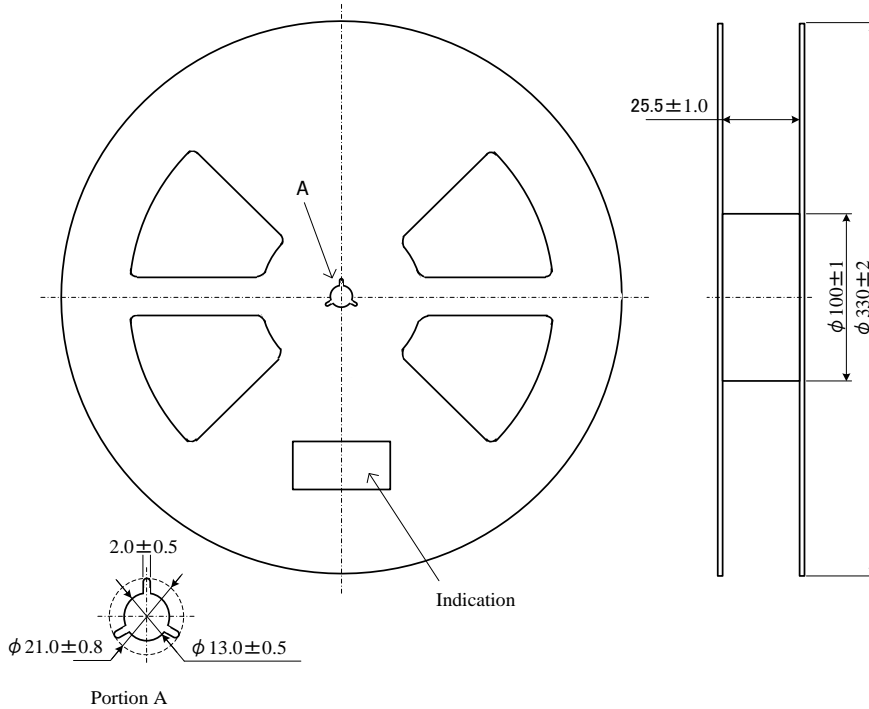 25.5±1.0
A
ϕ100±1
ϕ330±2
2.0±0.5
Indication
ϕ21.0±0.8
ϕ13.0±0.5
Portion A